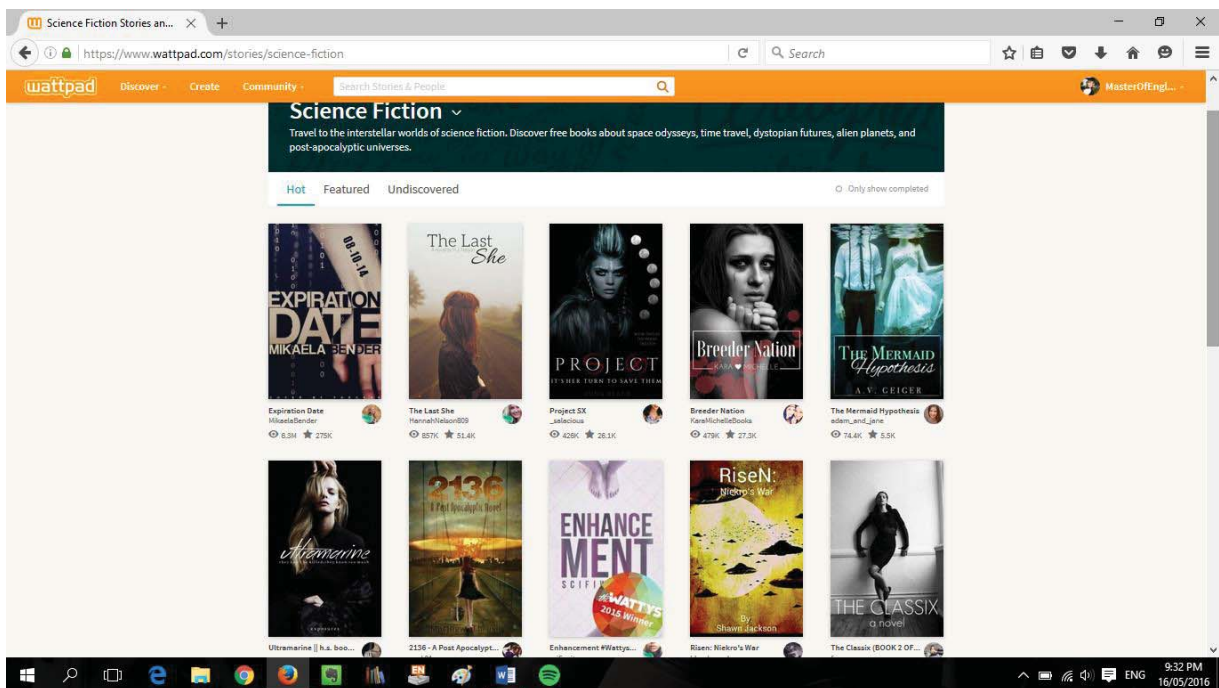 Science Fiction Stories an...
https://www.wattpad.com/stories/science-fiction
Search
wattpad
Discover
Create
Community
Search Stories & People
MasterOfEngl...
Science Fiction
Travel to the interstellar worlds of science fiction. Discover free books about space odysseys, time travel, dystopian futures, alien planets, and
post-apocalyptic universes.
Hot Featured Undiscovered
Only show completed
08-10-14
EXPIRATION
DATE
MIKAELA BENDER
The Last
She
PROJECT
IT'S HER TURN TO SAVE THEM
Breeder Nation
KARA MICHELLE
THE MERMAID
Hypothesis
A.V. GEIGER
Expiration Date
MikaelaBender
8.3M 275K
The Last She
HannahNelson809
857K 51.4K
Project SX
_salacious
428K 26.1K
Breeder Nation
KaraMichelleBooks
479K 27.3K
The Mermaid Hypothesis
adam_and_jane
74.4K 5.5K
ultramarine
2136
A Post Apocalyptic Novel
ENHANCE
MENT
SCIFI
#WATTYS
2015 Winner
RiseN:
Niekro's War
By:
Shawn Jackson
THE CLASSIX
a novel
Ultramarine || h.s. boo...
2136 - A Post Apocalypt...
Enhancement #Wattys...
Risen: Niekro's War
The Classix (BOOK 2 OF...
ENG
9:32 PM
16/05/2016